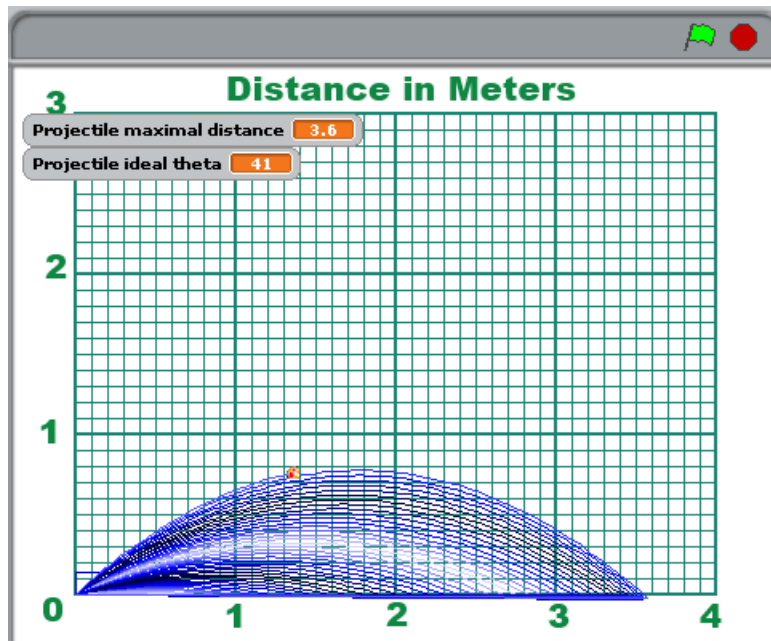 Distance in Meters
3
Projectile maximal distance 3.6
Projectile ideal theta 41
2
1
0
1
2
3
4